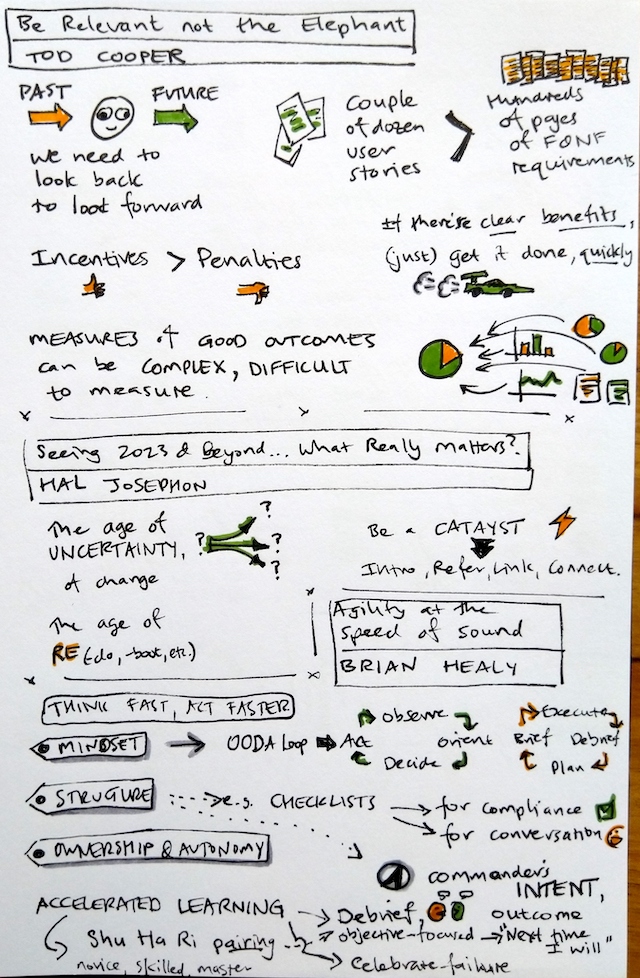 Be Relevant not the Elephant
TOD COOPER
PAST
FUTURE
we need to
look back
to look forward
Couple
of dozen
user
stories
>
Hundreds
of pages
of F&NF
requirements
Incentives > Penalties
If there's clear benefits,
(just) get it done, quickly
MEASURES of GOOD OUTCOMES
can be COMPLEX, DIFFICULT
to measure.
Seeing 2023 & Beyond... What Really Matters?
HAL JOSEPHON
The age of
UNCERTAINTY,
of change
? ? ? ?
The age of
RE (do, -boot, etc.)
Be a CATAYST
Intro, Refer, Link, Connect.
Agility at the
Speed of Sound
BRIAN HEALY
THINK FAST, ACT FASTER
MINDSET
OODA Loop
Observe
Orient
Decide
Act
Execute
Debrief
Plan
Brief
STRUCTURE
e.g. CHECKLISTS
for compliance
for conversation
OWNERSHIP & AUTONOMY
commander's
INTENT,
outcome
ACCELERATED LEARNING
Debrief,
objective-focused
"Next time
I will"
Celebrate failure
Shu Ha Ri pairing
novice, skilled, master